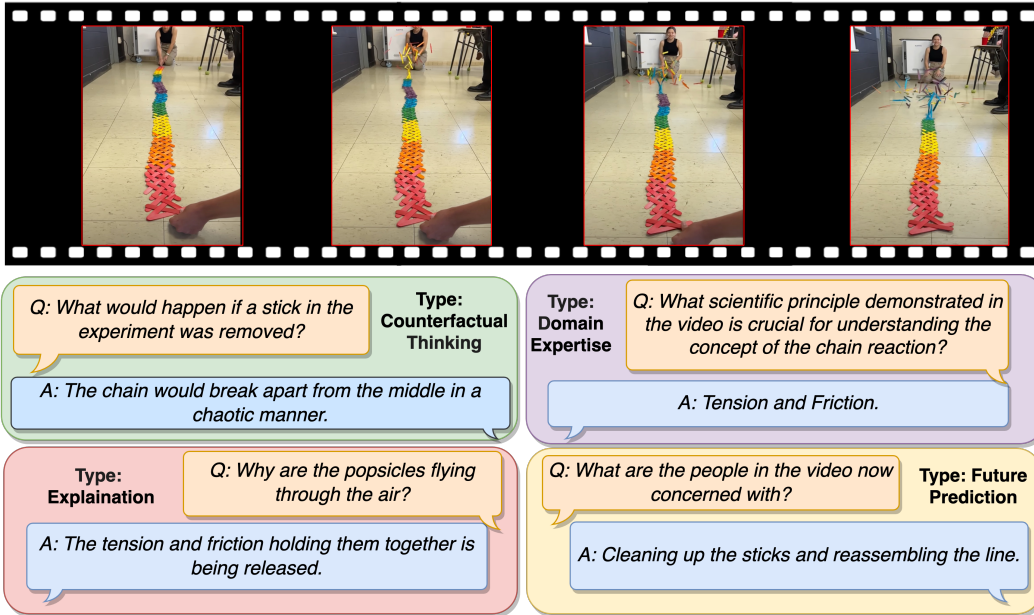 Q: What would happen if a stick in the
experiment was removed?
Type:
Counterfactual
Thinking
A: The chain would break apart from the middle in a
chaotic manner.
Type:
Domain
Expertise
Q: What scientific principle demonstrated in
the video is crucial for understanding the
concept of the chain reaction?
A: Tension and Friction.
Type:
Explaination
Q: Why are the popsicles flying
through the air?
A: The tension and friction holding them together is
being released.
Q: What are the people in the video now
concerned with?
Type: Future
Prediction
A: Cleaning up the sticks and reassembling the line.